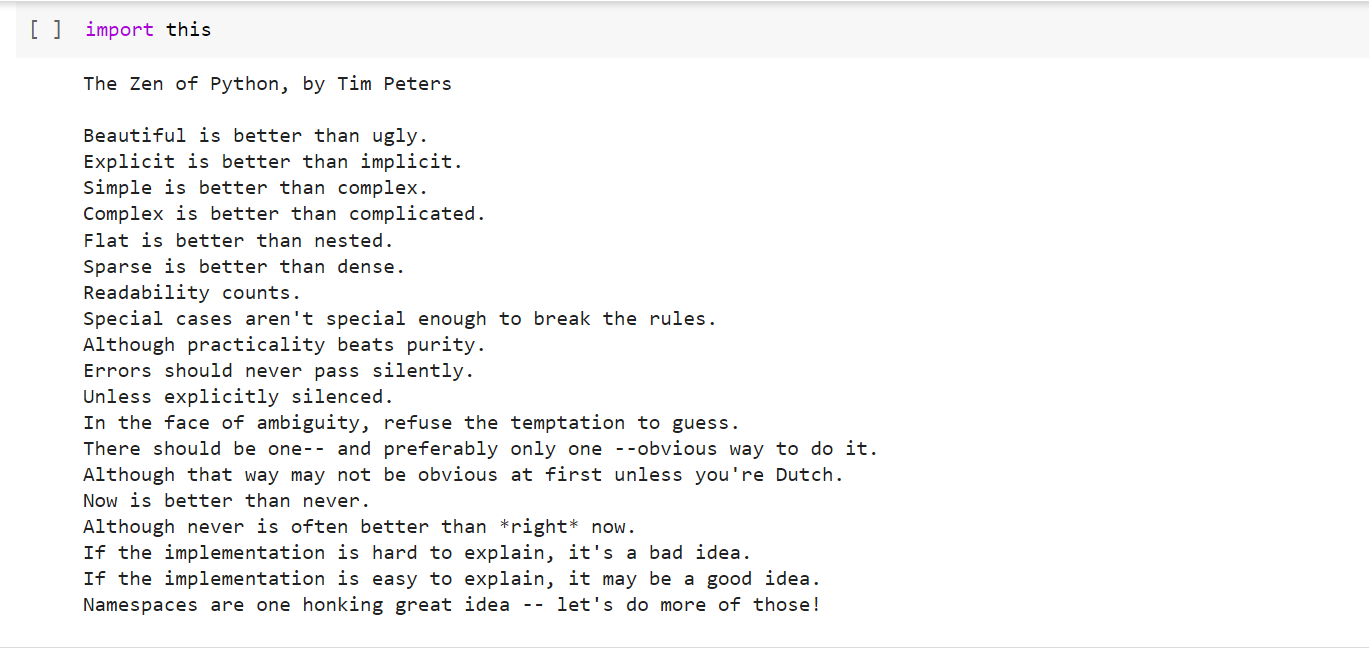 [ ] import this
The Zen of Python, by Tim Peters
Beautiful is better than ugly.
Explicit is better than implicit.
Simple is better than complex.
Complex is better than complicated.
Flat is better than nested.
Sparse is better than dense.
Readability counts.
Special cases aren't special enough to break the rules.
Although practicality beats purity.
Errors should never pass silently.
Unless explicitly silenced.
In the face of ambiguity, refuse the temptation to guess.
There should be one-- and preferably only one --obvious way to do it.
Although that way may not be obvious at first unless you're Dutch.
Now is better than never.
Although never is often better than *right* now.
If the implementation is hard to explain, it's a bad idea.
If the implementation is easy to explain, it may be a good idea.
Namespaces are one honking great idea -- let's do more of those!